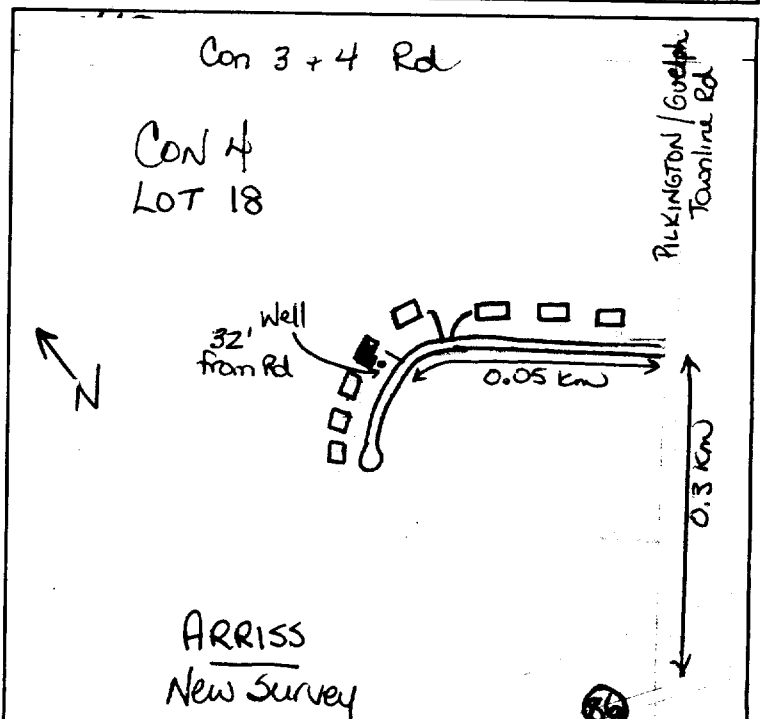 Con 3 + 4 Rd
PILKINGTON / Guelph
Townline Rd
CON 4
LOT 18
Well
32'
from Rd
N
0.05 km
0.3 Km
ARRISS
New Survey
86